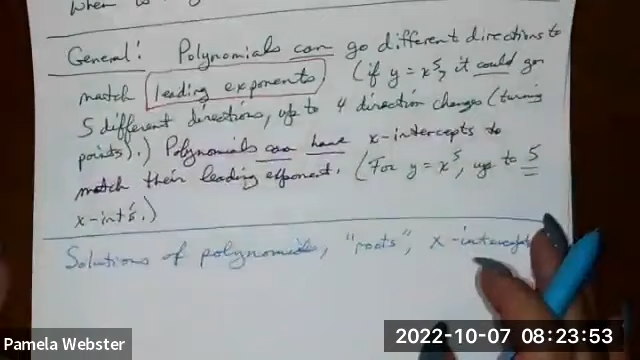 When is
General: Polynomials can go different directions to
match leading exponents (if y = x⁵, it could go
5 different directions, up to 4 direction changes (turning
points).) Polynomials can have x-intercepts to
match their leading exponent. (For y = x⁵, up to 5
x-int's.)
Solutions of polynomials, "roots", x-intercepts
Pamela Webster
2022-10-07 08:23:53